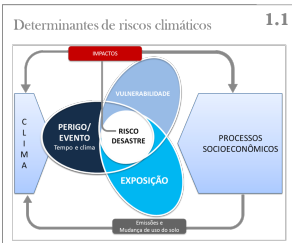 Determinantes de riscos climáticos
1.1
IMPACTOS
VULNERABILIDADE
C
L
I
M
A
PERIGO/
EVENTO
Tempo e clima
RISCO
DESASTRE
PROCESSOS
SOCIOECONÔMICOS
EXPOSIÇÃO
Emissões e
Mudança de uso do solo